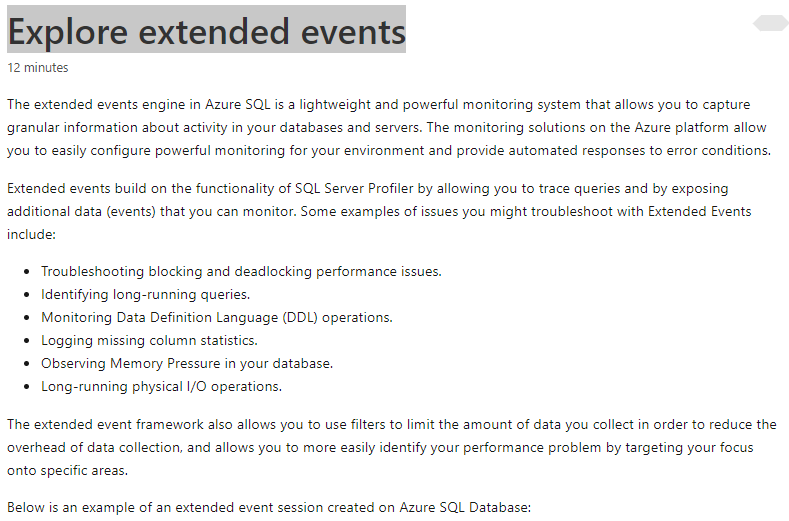 Explore extended events
12 minutes
The extended events engine in Azure SQL is a lightweight and powerful monitoring system that allows you to capture
granular information about activity in your databases and servers. The monitoring solutions on the Azure platform allow
you to easily configure powerful monitoring for your environment and provide automated responses to error conditions.
Extended events build on the functionality of SQL Server Profiler by allowing you to trace queries and by exposing
additional data (events) that you can monitor. Some examples of issues you might troubleshoot with Extended Events
include:
• Troubleshooting blocking and deadlocking performance issues.
• Identifying long-running queries.
• Monitoring Data Definition Language (DDL) operations.
• Logging missing column statistics.
• Observing Memory Pressure in your database.
• Long-running physical I/O operations.
The extended event framework also allows you to use filters to limit the amount of data you collect in order to reduce the
overhead of data collection, and allows you to more easily identify your performance problem by targeting your focus
onto specific areas.
Below is an example of an extended event session created on Azure SQL Database: